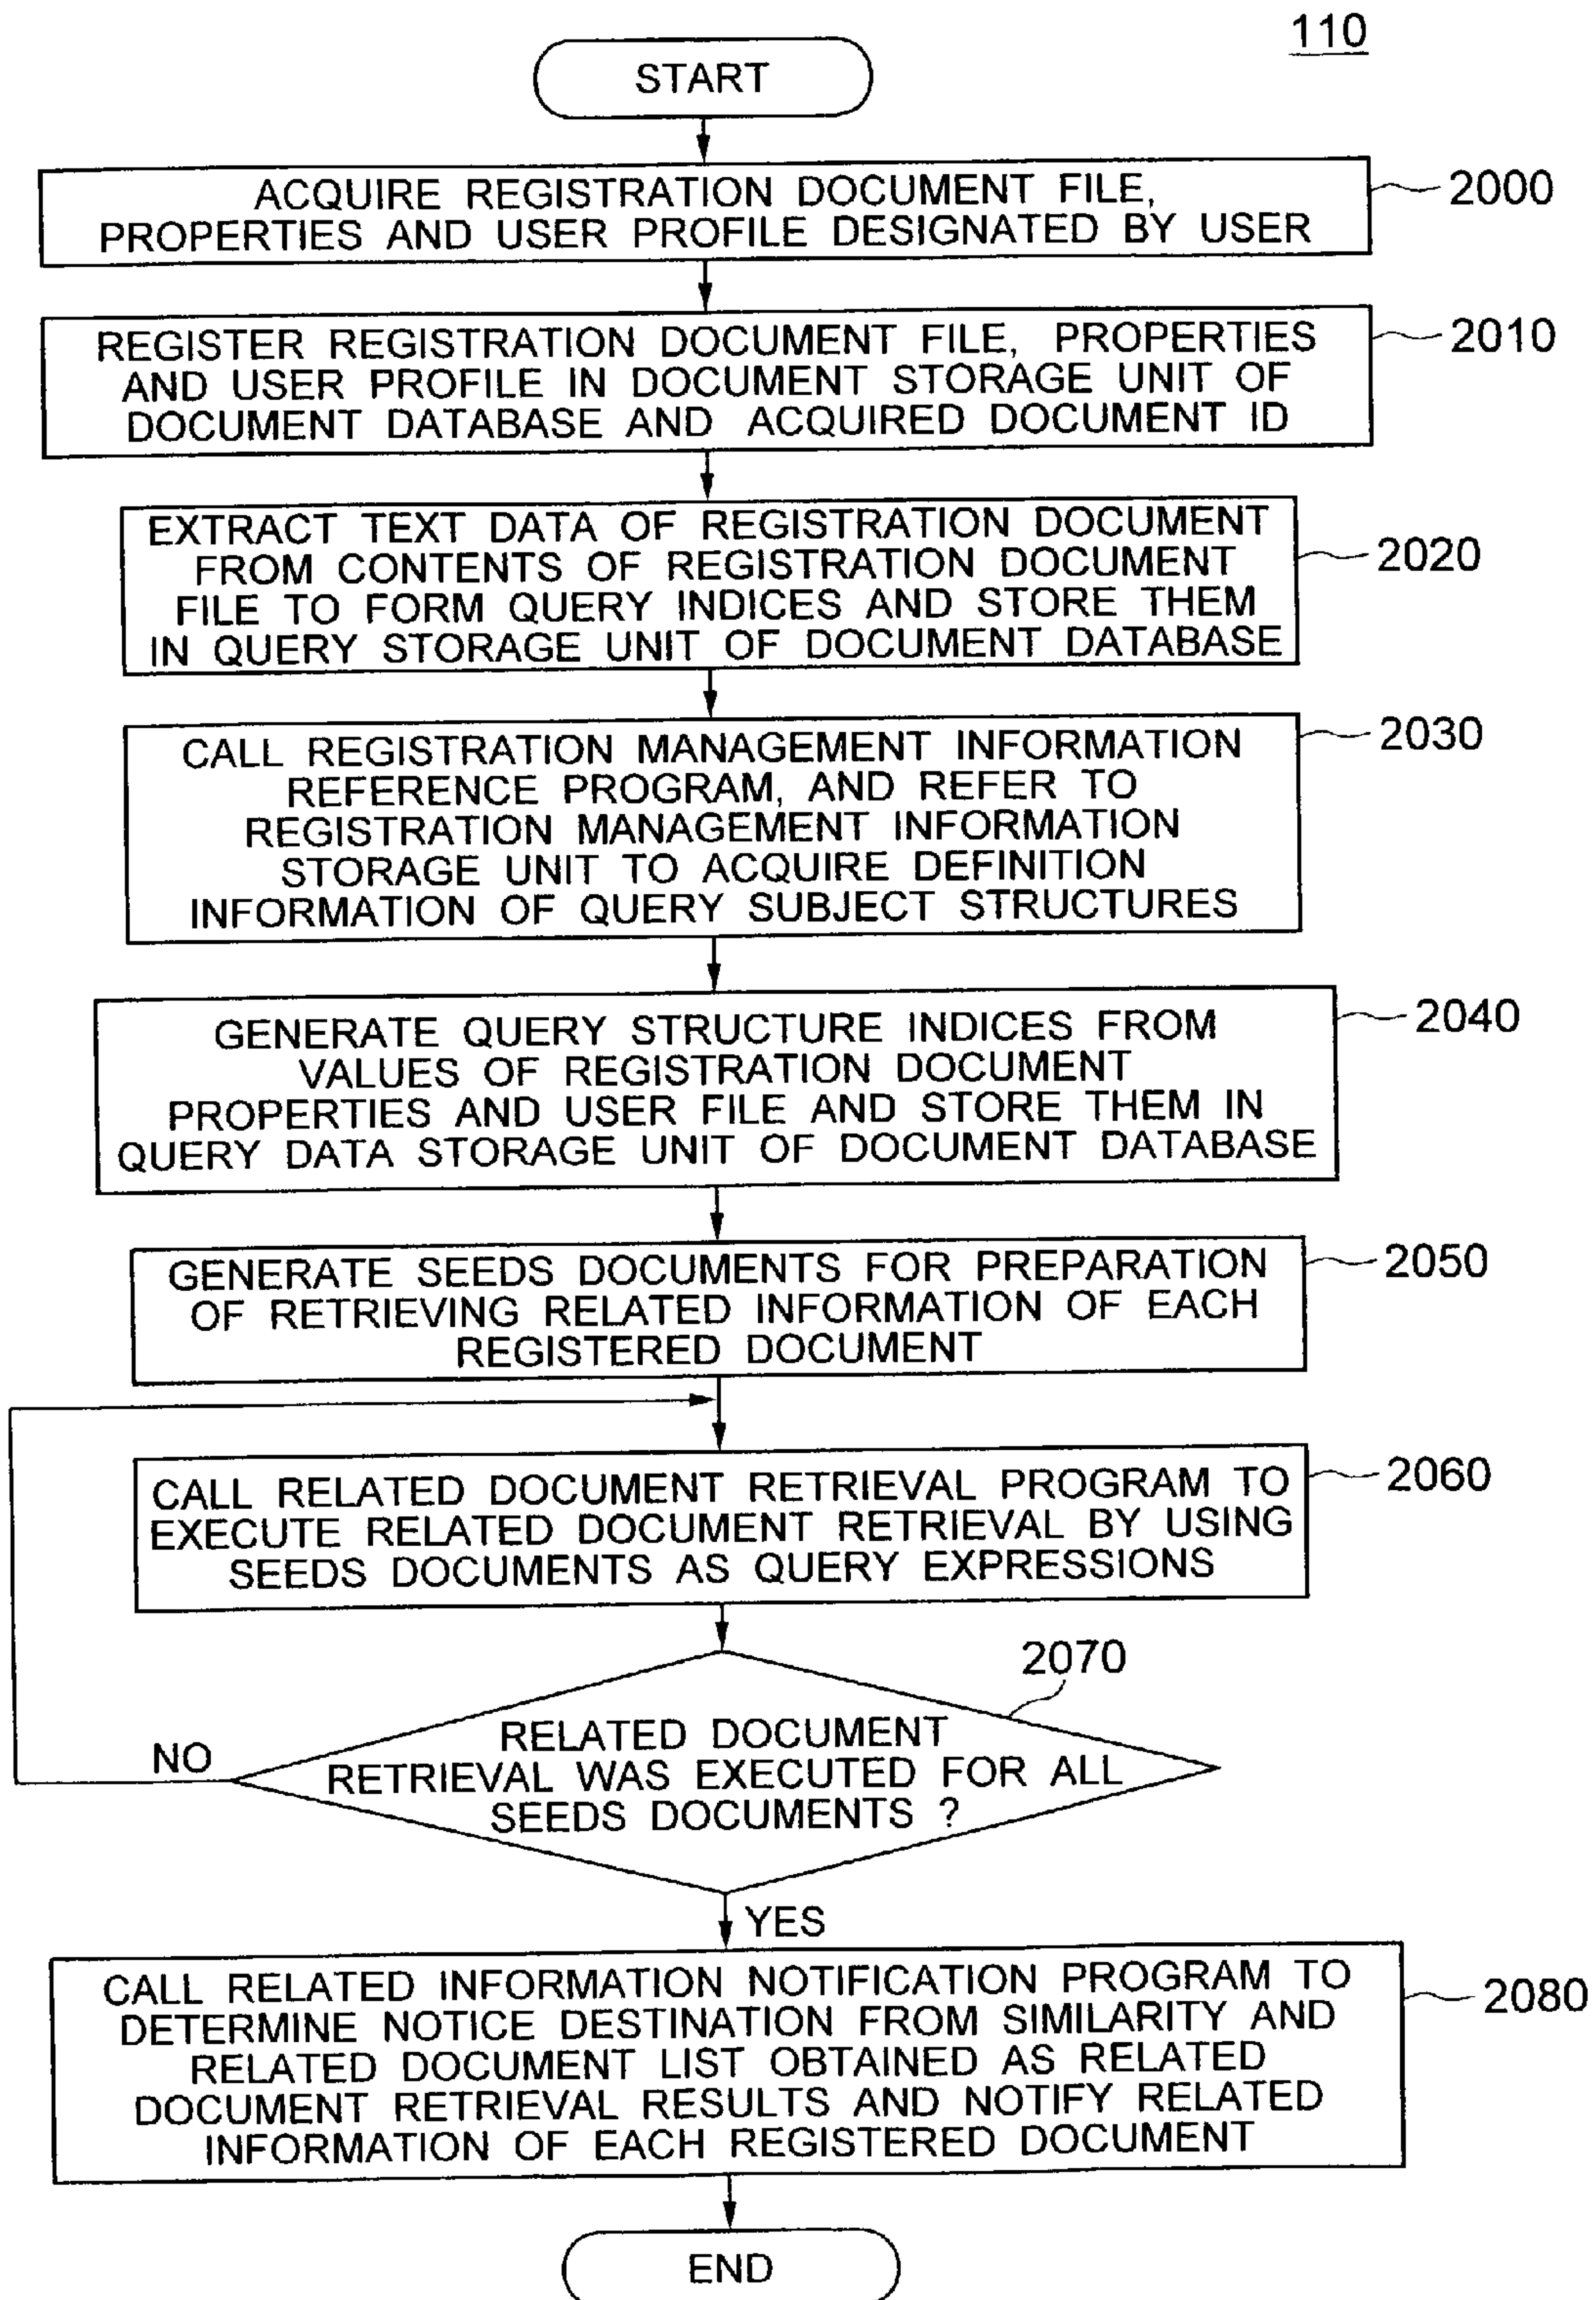 110
START
ACQUIRE REGISTRATION DOCUMENT FILE,
PROPERTIES AND USER PROFILE DESIGNATED BY USER
2000
REGISTER REGISTRATION DOCUMENT FILE, PROPERTIES
AND USER PROFILE IN DOCUMENT STORAGE UNIT OF
DOCUMENT DATABASE AND ACQUIRED DOCUMENT ID
2010
EXTRACT TEXT DATA OF REGISTRATION DOCUMENT
FROM CONTENTS OF REGISTRATION DOCUMENT
FILE TO FORM QUERY INDICES AND STORE THEM
IN QUERY STORAGE UNIT OF DOCUMENT DATABASE
2020
CALL REGISTRATION MANAGEMENT INFORMATION
REFERENCE PROGRAM, AND REFER TO
REGISTRATION MANAGEMENT INFORMATION
STORAGE UNIT TO ACQUIRE DEFINITION
INFORMATION OF QUERY SUBJECT STRUCTURES
2030
GENERATE QUERY STRUCTURE INDICES FROM
VALUES OF REGISTRATION DOCUMENT
PROPERTIES AND USER FILE AND STORE THEM IN
QUERY DATA STORAGE UNIT OF DOCUMENT DATABASE
2040
GENERATE SEEDS DOCUMENTS FOR PREPARATION
OF RETRIEVING RELATED INFORMATION OF EACH
REGISTERED DOCUMENT
2050
CALL RELATED DOCUMENT RETRIEVAL PROGRAM TO
EXECUTE RELATED DOCUMENT RETRIEVAL BY USING
SEEDS DOCUMENTS AS QUERY EXPRESSIONS
2060
2070
RELATED DOCUMENT
RETRIEVAL WAS EXECUTED FOR ALL
SEEDS DOCUMENTS ?
NO
YES
CALL RELATED INFORMATION NOTIFICATION PROGRAM TO
DETERMINE NOTICE DESTINATION FROM SIMILARITY AND
RELATED DOCUMENT LIST OBTAINED AS RELATED
DOCUMENT RETRIEVAL RESULTS AND NOTIFY RELATED
INFORMATION OF EACH REGISTERED DOCUMENT
2080
END